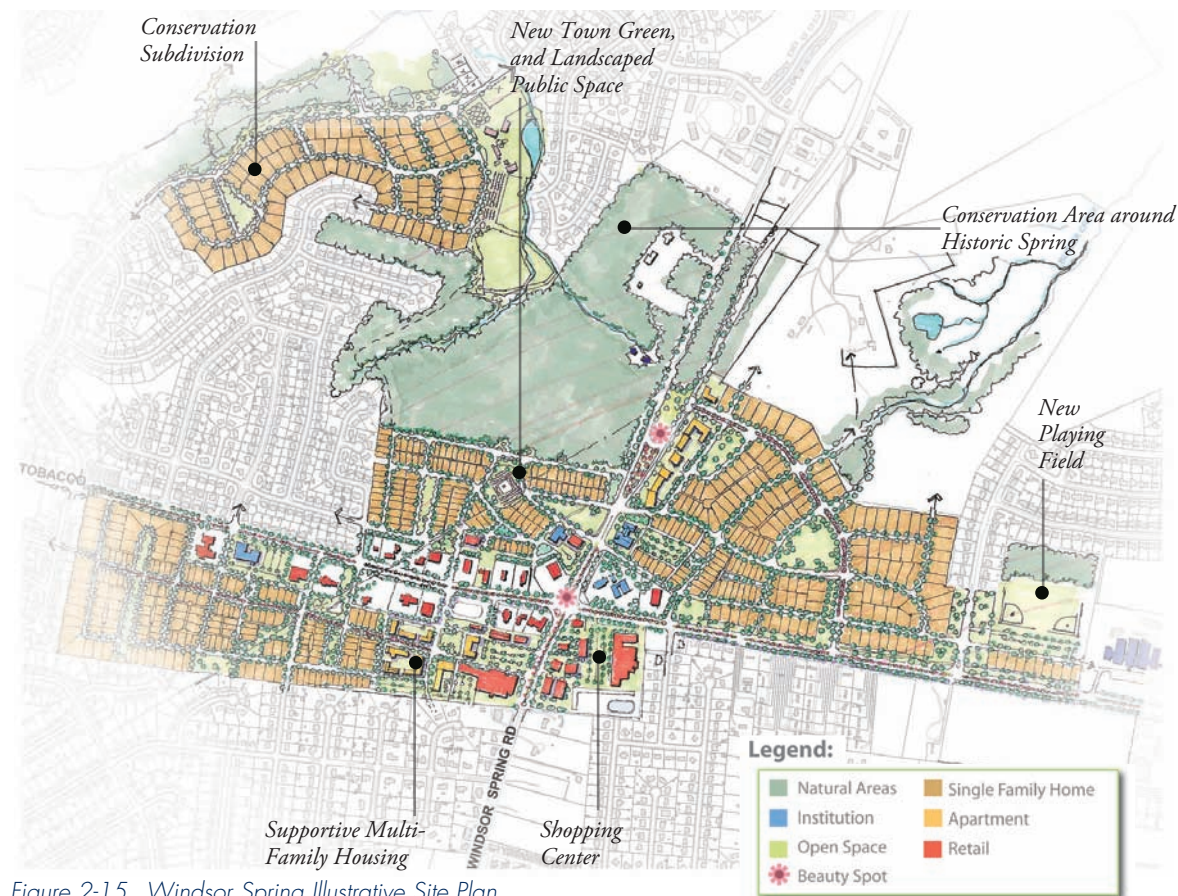 Conservation
Subdivision
New Town Green,
and Landscaped
Public Space
Conservation Area around
Historic Spring
New
Playing
Field
TOBACCO
WINDSOR SPRING RD
Supportive Multi-
Family Housing
Shopping
Center
Legend:
Natural Areas
Single Family Home
Institution
Apartment
Open Space
Retail
Beauty Spot
Figure 2-15 Windsor Spring Illustrative Site Plan